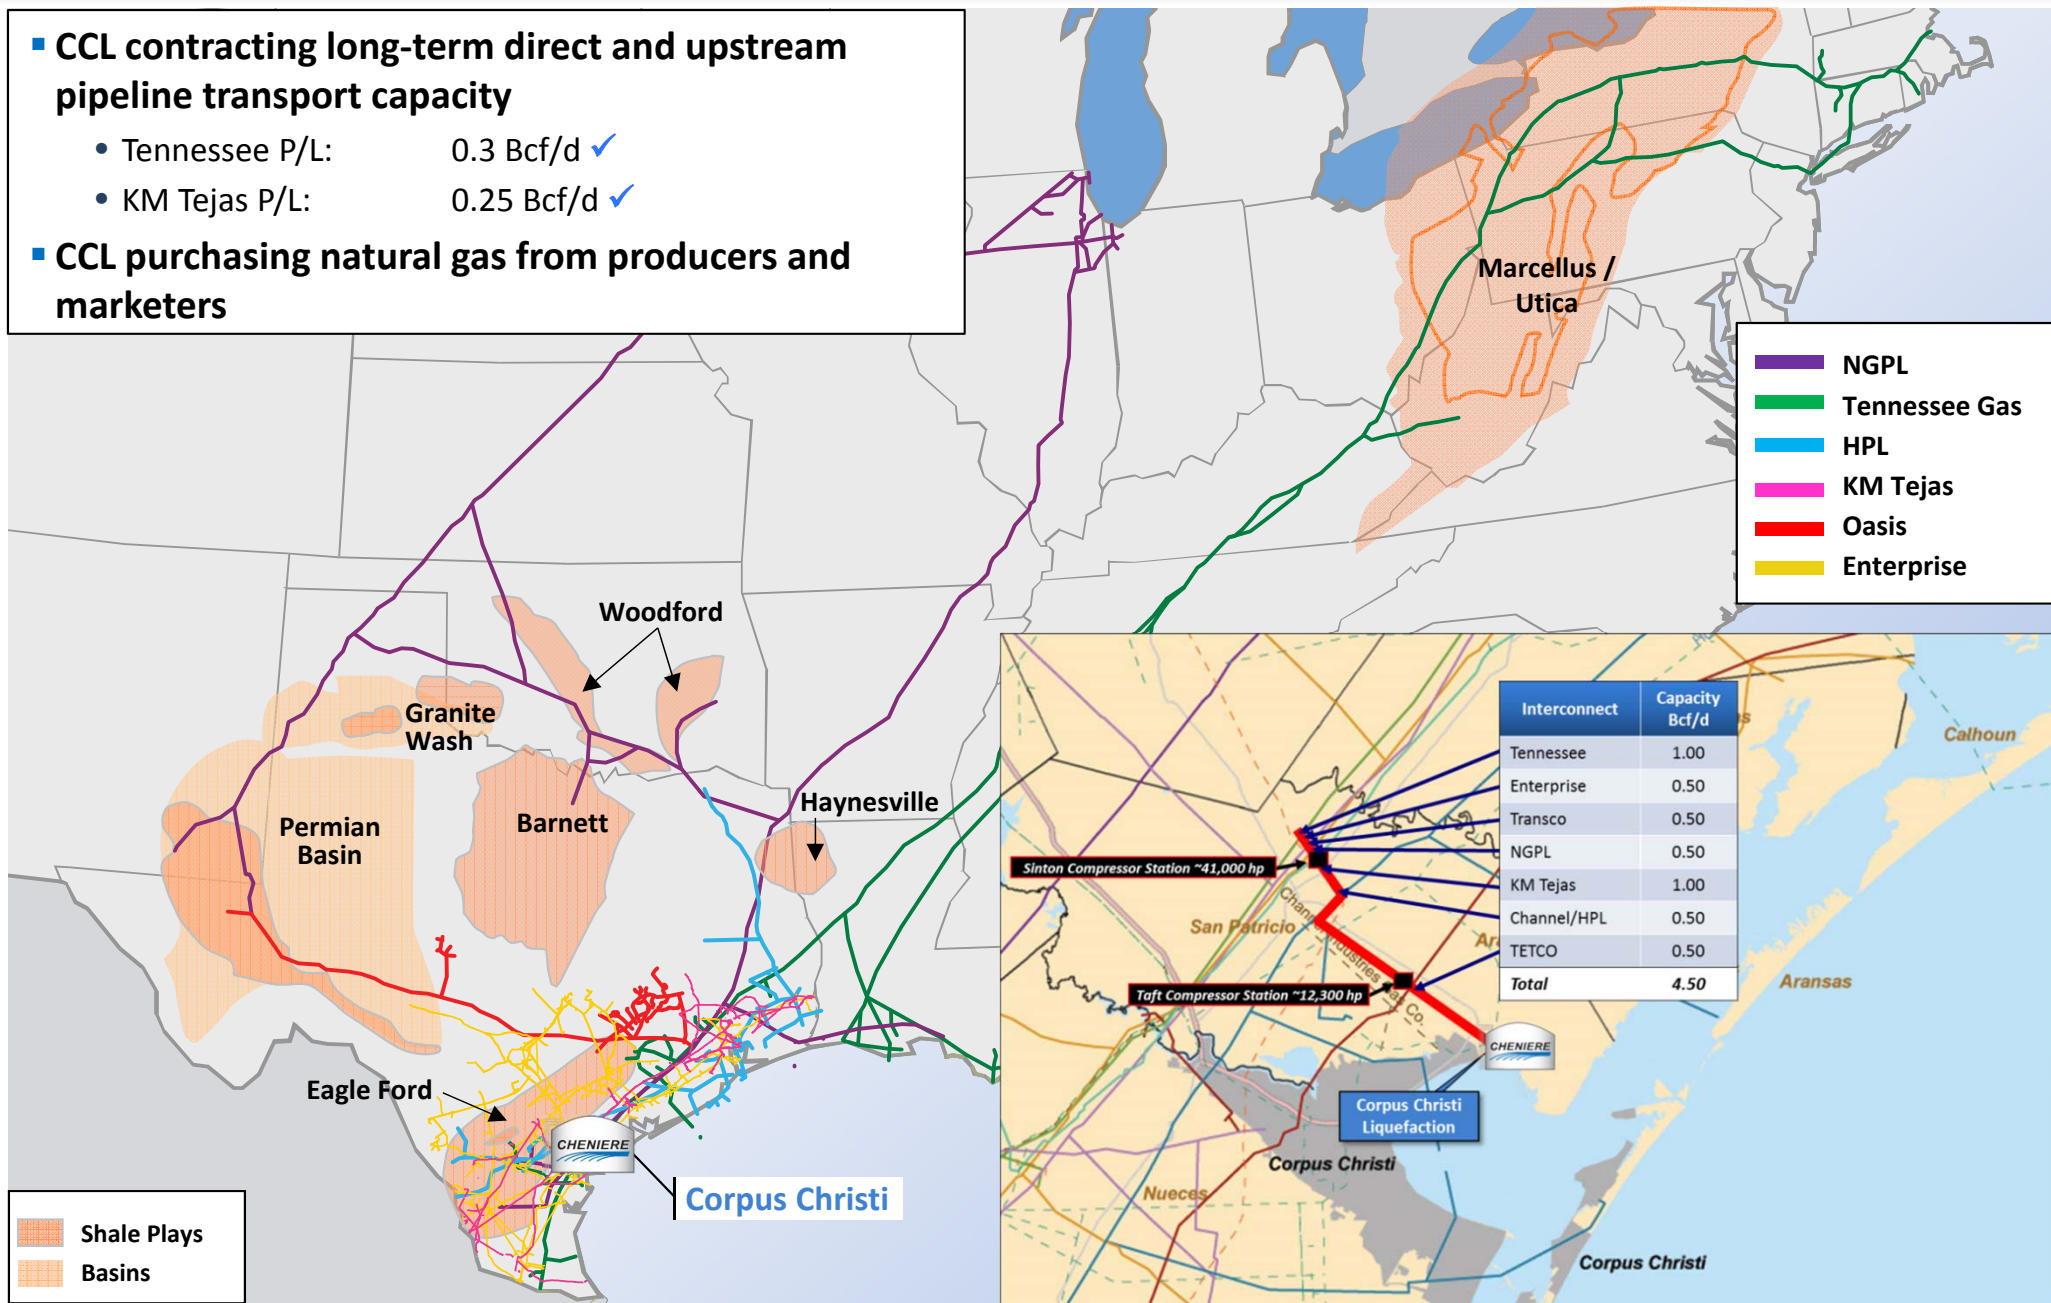 CCL contracting long-term direct and upstream
pipeline transport capacity
Tennessee P/L: 0.3 Bcf/d ✓
KM Tejas P/L: 0.25 Bcf/d ✓
CCL purchasing natural gas from producers and
marketers
Marcellus /
Utica
NGPL
Tennessee Gas
HPL
KM Tejas
Oasis
Enterprise
Woodford
Granite
Wash
Permian
Basin
Barnett
Haynesville
Eagle Ford
CHENIERE
Corpus Christi
Shale Plays
Basins
Interconnect Capacity
Bcf/d
Tennessee 1.00
Enterprise 0.50
Transco 0.50
NGPL 0.50
KM Tejas 1.00
Channel/HPL 0.50
TETCO 0.50
Total 4.50
Calhoun
Sinton Compressor Station ~41,000 hp
San Patricio
Aransas
Taft Compressor Station ~12,300 hp
CHENIERE
Corpus Christi
Liquefaction
Corpus Christi
Nueces
Corpus Christi